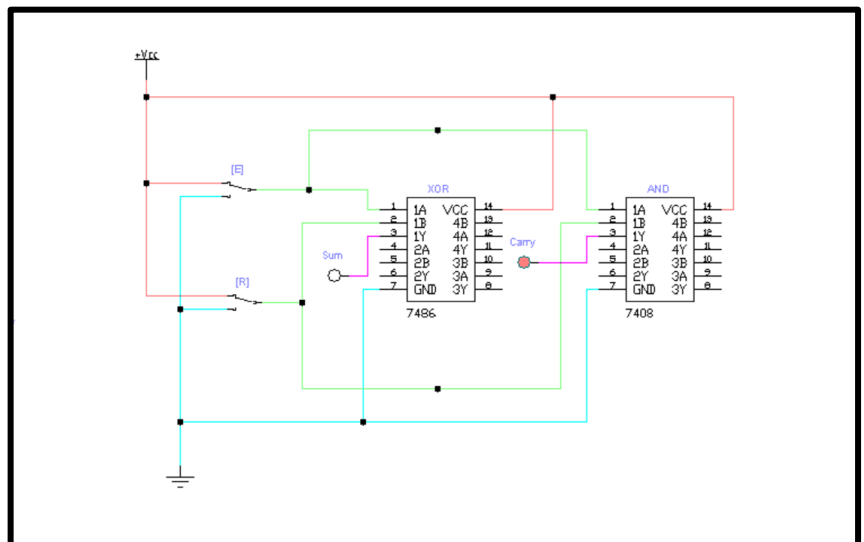 +Vcc
[E]
XOR
AND
1 1A VCC 14
2 1B 4B 13
3 1Y 4A 12
4 2A 4Y 11
5 2B 3B 10
6 2Y 3A 9
7 GND 3Y 8
1 1A VCC 14
2 1B 4B 13
3 1Y 4A 12
4 2A 4Y 11
5 2B 3B 10
6 2Y 3A 9
7 GND 3Y 8
Sum
Carry
[R]
7486
7408